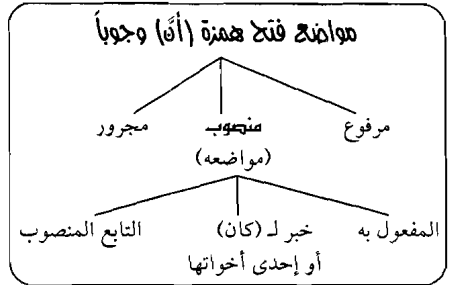 مواضع فتح همزة (أنَّ) وجوباً
مرفوع منصوب مجرور
(مواضعه)
المفعول به خبر لـ (كان) التابع المنصوب
أو إحدى أخواتها